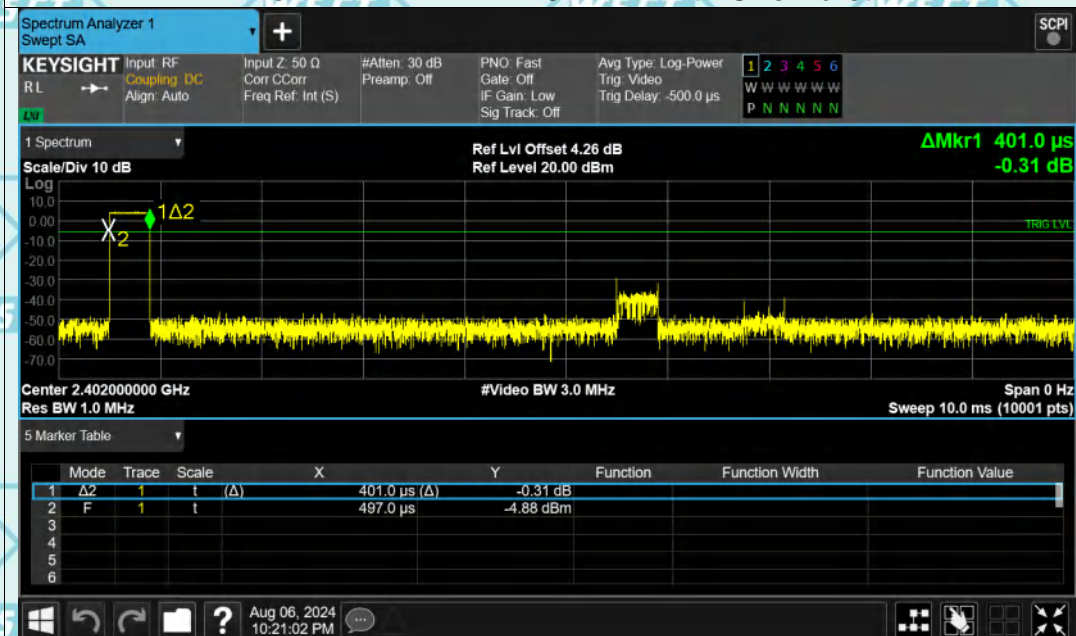 Spectrum Analyzer 1
Swept SA
+
SCPI
KEYSIGHT Input: RF Input Z: 50 Ω #Atten: 30 dB PNO: Fast Avg Type: Log-Power 1 2 3 4 5 6
RL Coupling: DC Corr CCorr Preamp: Off Gate: Off Trig: Video W W W W W W
Align: Auto Freq Ref: Int (S) IF Gain: Low Trig Delay: -500.0 µs P N N N N N
LXI Sig Track: Off
1 Spectrum Ref Lvl Offset 4.26 dB ΔMkr1 401.0 µs
Scale/Div 10 dB Ref Level 20.00 dBm -0.31 dB
Log
10.0
1Δ2
0.00
TRIG LVL
2
-10.0
-20.0
-30.0
-40.0
-50.0
-60.0
-70.0
Center 2.402000000 GHz #Video BW 3.0 MHz Span 0 Hz
Res BW 1.0 MHz Sweep 10.0 ms (10001 pts)
5 Marker Table
Mode Trace Scale X Y Function Function Width Function Value
1 Δ2 1 t (Δ) 401.0 µs (Δ) -0.31 dB
2 F 1 t 497.0 µs -4.88 dBm
3
4
5
6
? Aug 06, 2024
10:21:02 PM